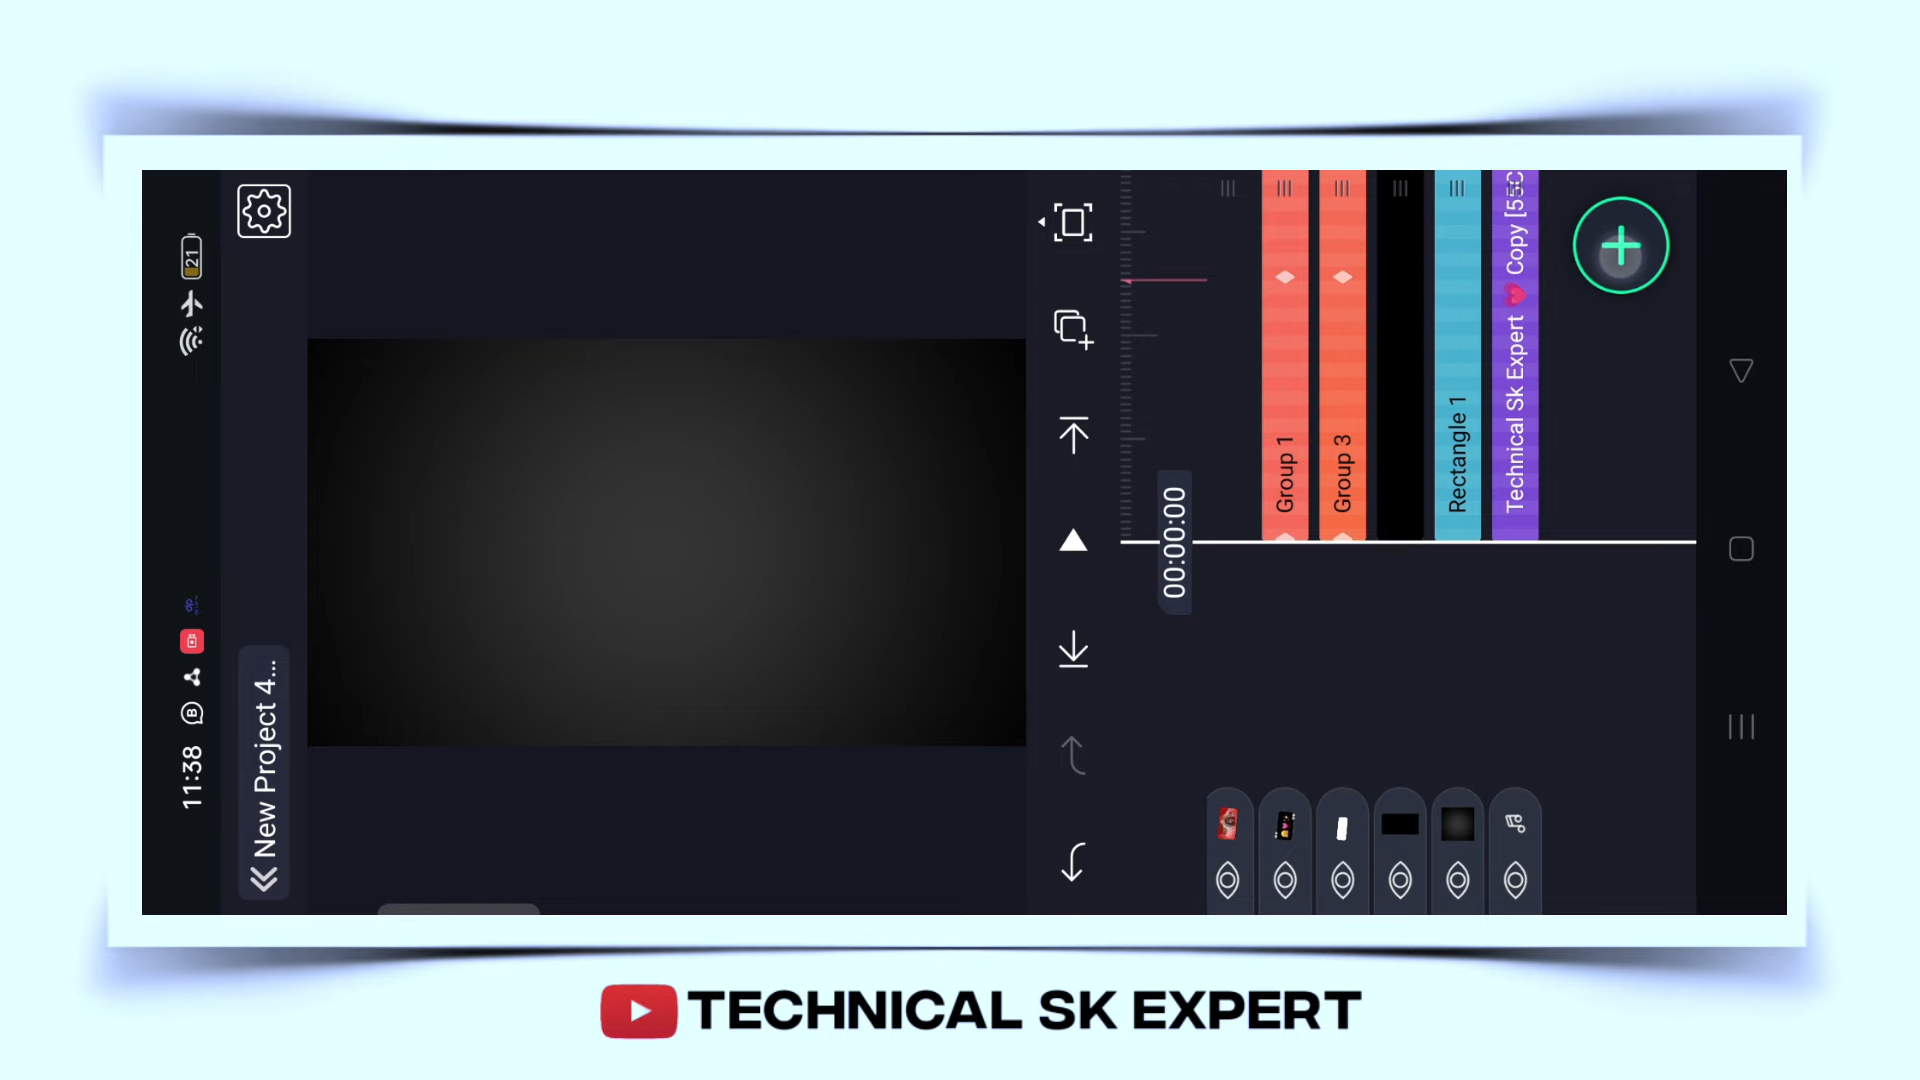 11:38
21
New Project 4...
00:00:00
Group 1
Group 3
Rectangle 1
Technical Sk Expert 💗 Copy [55C
TECHNICAL SK EXPERT